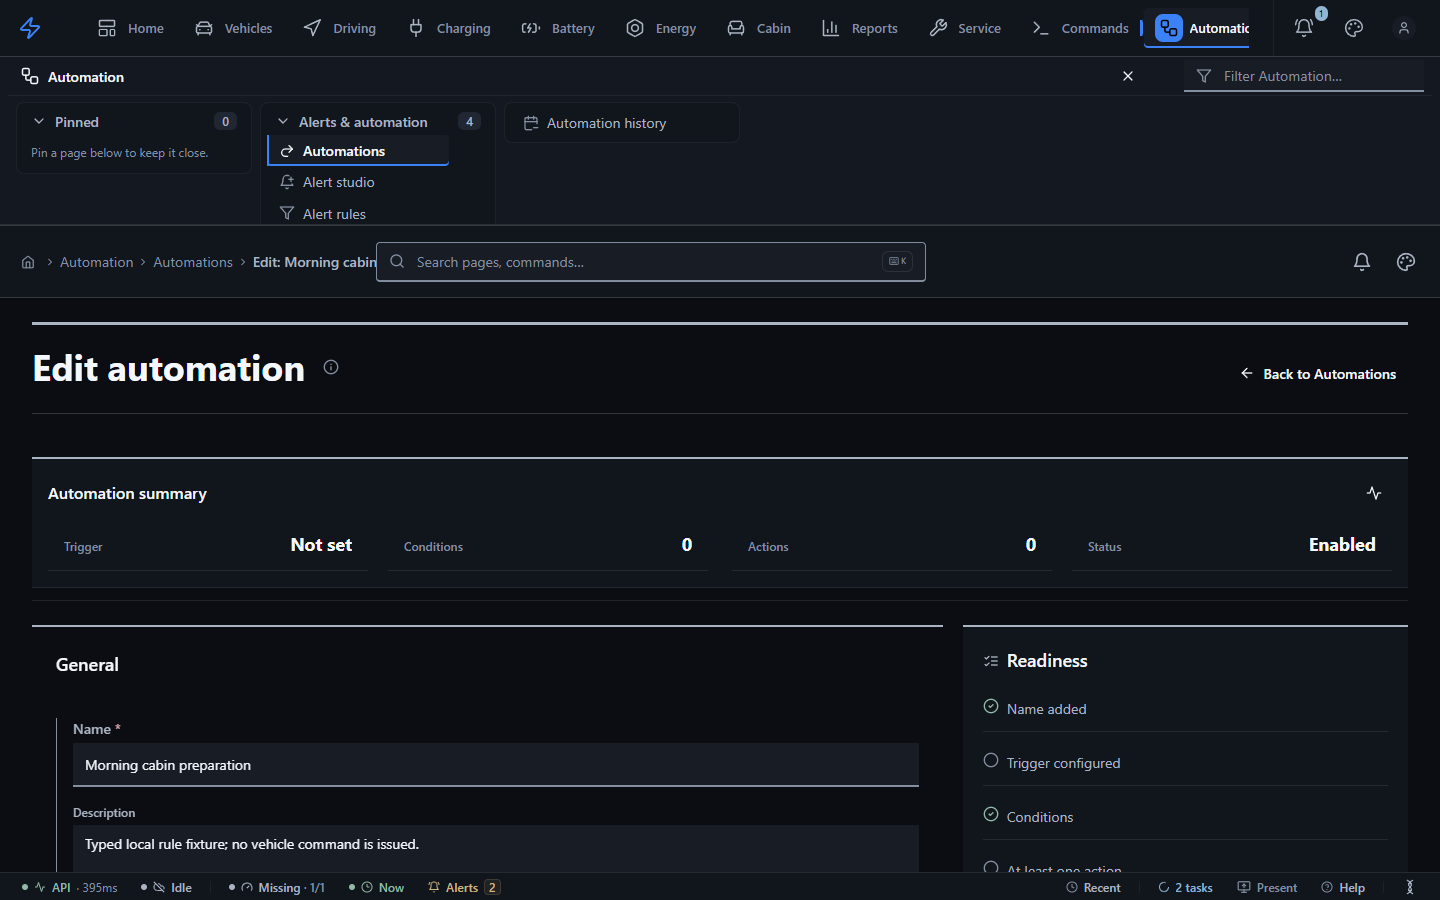 Home
Vehicles
Driving
Charging
Battery
Energy
Cabin
Reports
Service
Commands
Automatic
1
Automation
Filter Automation...
Pinned
0
Pin a page below to keep it close.
Alerts & automation
4
Automations
Alert studio
Alert rules
Automation history
Automation
Automations
Edit: Morning cabin
Search pages, commands...
K
Edit automation
Back to Automations
Automation summary
Trigger
Not set
Conditions
0
Actions
0
Status
Enabled
General
Name *
Morning cabin preparation
Description
Typed local rule fixture; no vehicle command is issued.
Readiness
Name added
Trigger configured
Conditions
At least one action
API · 395ms
Idle
Missing · 1/1
Now
Alerts 2
Recent
2 tasks
Present
Help